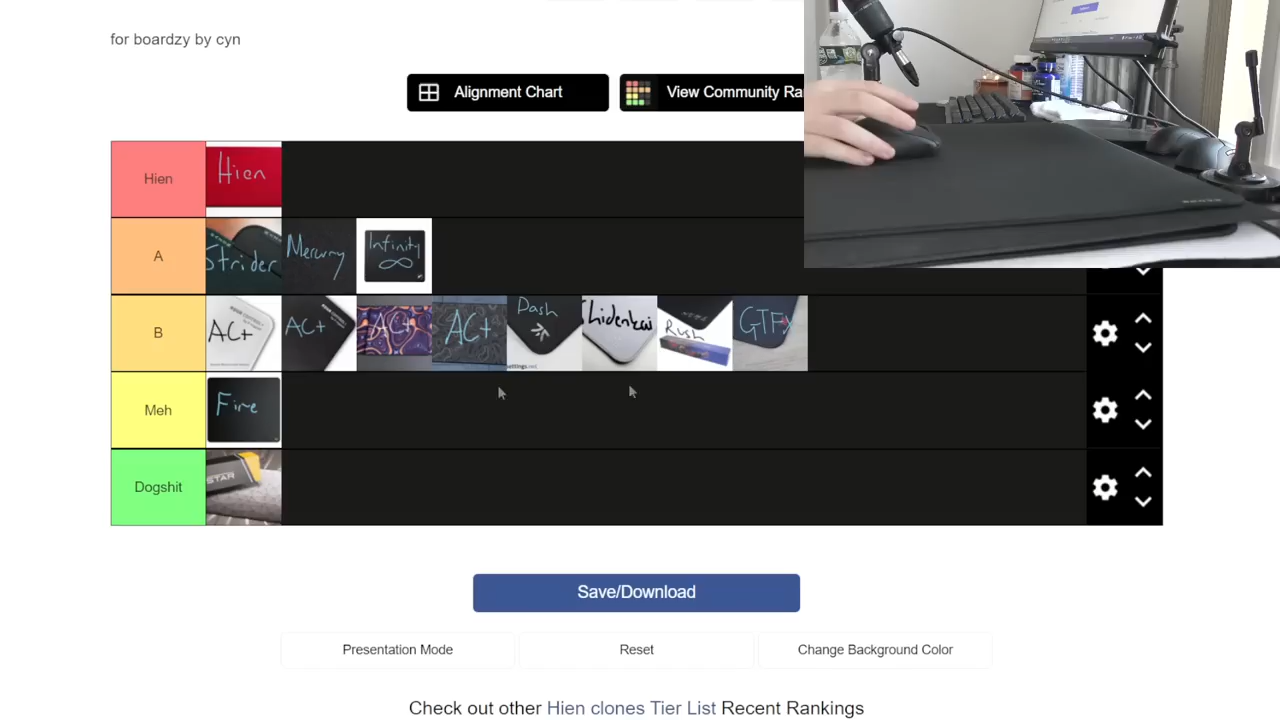 for boardzy by cyn
Alignment Chart
View Community Ra
Hien
Hien
A
Strider
Mercury
Infinity
B
AC+
AC+
AC+
AC+
Dash
Shidenkai
Rush
GTFX
Meh
Fire
Dogshit
STAR
Save/Download
Presentation Mode
Reset
Change Background Color
Check out other Hien clones Tier List Recent Rankings